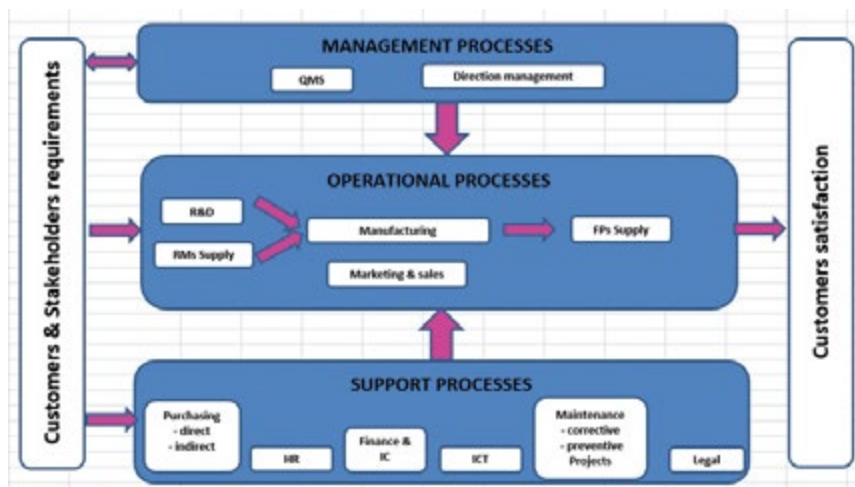 Customers & Stakeholders requirements
MANAGEMENT PROCESSES
QMS
Direction management
OPERATIONAL PROCESSES
R&D
RMs Supply
Manufacturing
FPs Supply
Marketing & sales
SUPPORT PROCESSES
Purchasing
- direct
- indirect
HR
Finance &
IC
ICT
Maintenance
- corrective
- preventive
Projects
Legal
Customers satisfaction